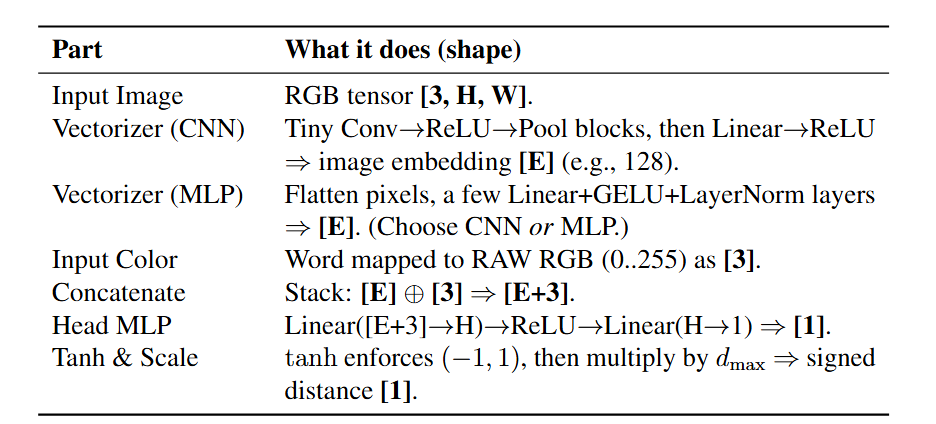 Part What it does (shape)
Input Image RGB tensor [3, H, W].
Vectorizer (CNN) Tiny Conv→ReLU→Pool blocks, then Linear→ReLU
⇒ image embedding [E] (e.g., 128).
Vectorizer (MLP) Flatten pixels, a few Linear+GELU+LayerNorm layers
⇒ [E]. (Choose CNN or MLP.)
Input Color Word mapped to RAW RGB (0..255) as [3].
Concatenate Stack: [E] ⊕ [3] ⇒ [E+3].
Head MLP Linear([E+3]→H)→ReLU→Linear(H→1) ⇒ [1].
Tanh & Scale tanh enforces (−1, 1), then multiply by d_max ⇒ signed
distance [1].